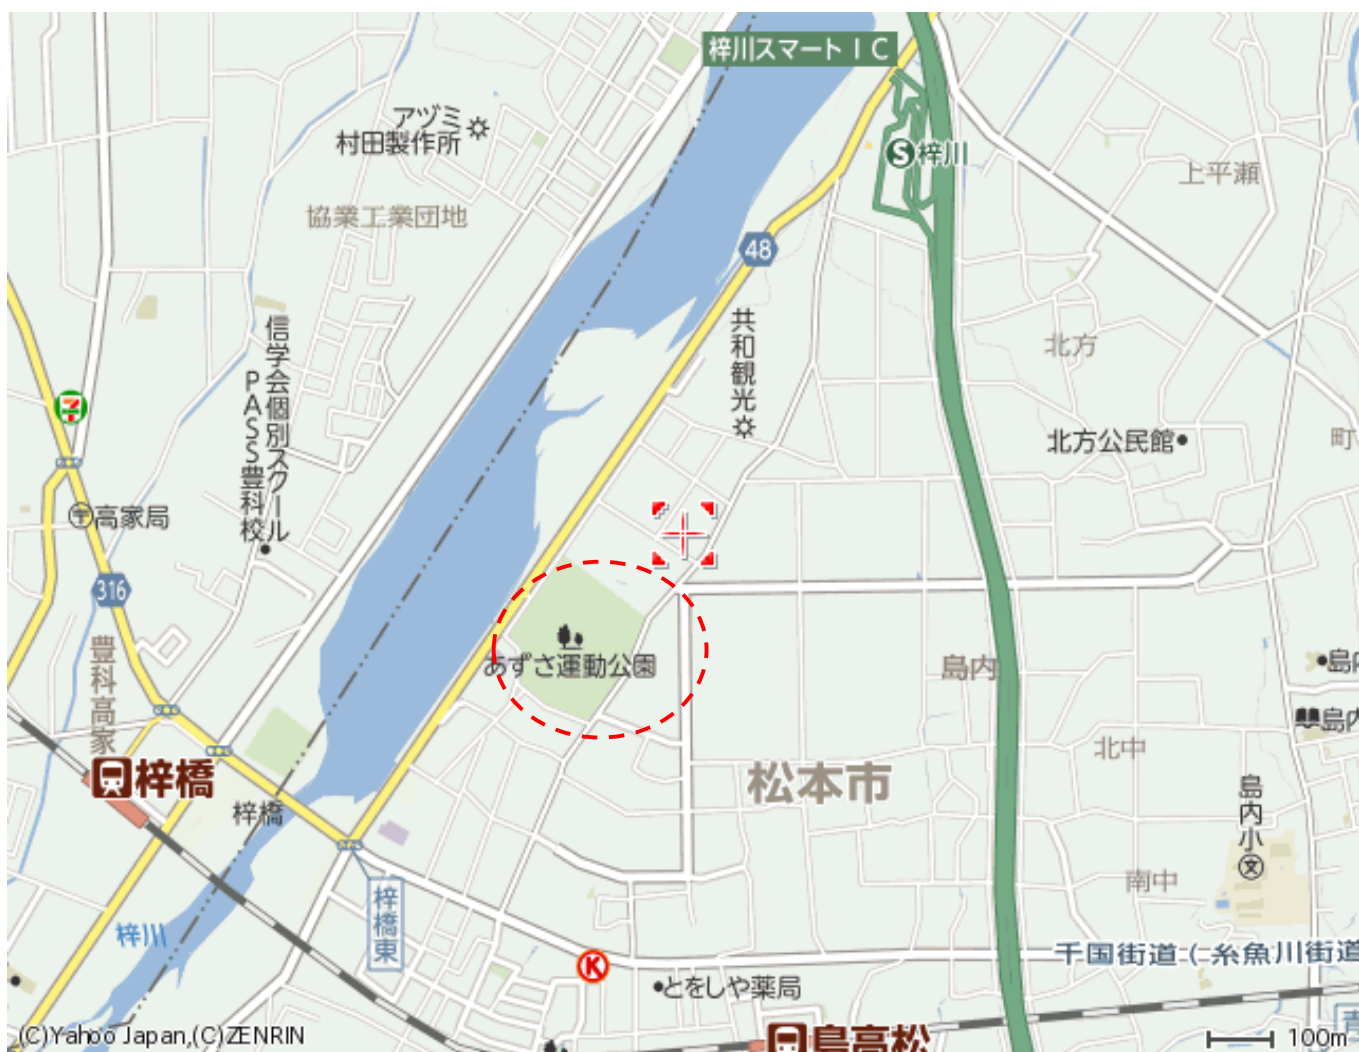 梓川スマートIC
アヅミ
村田製作所
S梓川
上平瀬
協業工業団地
48
共和観光
信学会個別スクール
PASS豊科校
北方
北方公民館
町
高家局
316
豊科高家
あずさ運動公園
島内
島内
島内
北中
梓橋
松本市
梓橋
島内小
文
南中
梓橋東
梓川
K
千国街道(糸魚川街道
とをしや薬局
島高松
青
(C)Yahoo Japan,(C)ZENRIN
100m